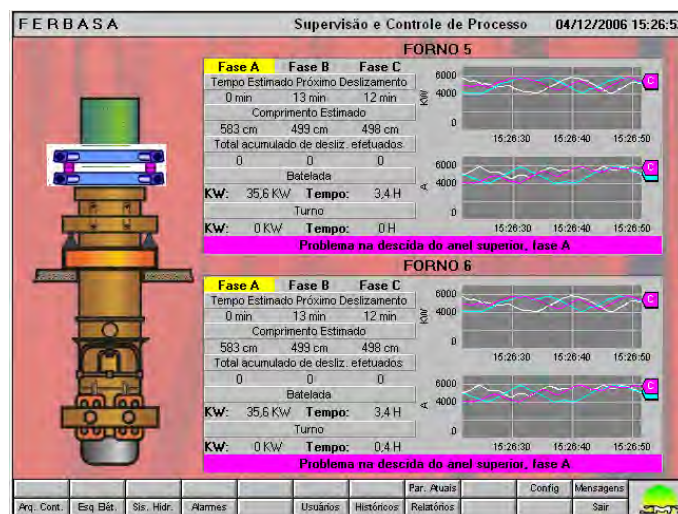 FERBASA Supervisão e Controle de Processo 04/12/2006 15:26:5
FORNO 5
Fase A Fase B Fase C
Tempo Estimado Próximo Deslizamento
0 min 13 min 12 min
Comprimento Estimado
583 cm 499 cm 498 cm
Total acumulado de desliz. efetuados
0 0 0
Batelada
KW: 35,6 KW Tempo: 3,4 H
Turno
KW: 0 KW Tempo: 0 H
KW
6000
4000
0
15:26:30 15:26:40 15:26:50
C
A
6000
4000
0
15:26:30 15:26:40 15:26:50
C
Problema na descida do anel superior, fase A
FORNO 6
Fase A Fase B Fase C
Tempo Estimado Próximo Deslizamento
0 min 13 min 12 min
Comprimento Estimado
583 cm 499 cm 498 cm
Total acumulado de desliz. efetuados
0 0 0
Batelada
KW: 35,6 KW Tempo: 3,4 H
Turno
KW: 0 KW Tempo: 0,4 H
KW
6000
4000
0
15:26:30 15:26:40 15:26:50
C
A
6000
4000
0
15:26:30 15:26:40 15:26:50
C
Problema na descida do anel superior, fase A
Par. Atuais Config Mensagens
Arq. Cont. Esq. Elét. Sis. Hidr. Alarmes Usuários Históricos Relatórios Sair